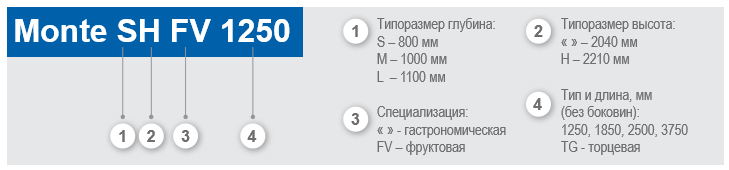 Monte SH FV 1250
1 2 3 4
1 Типоразмер глубина:
S – 800 мм
M – 1000 мм
L – 1100 мм
2 Типоразмер высота:
« » – 2040 мм
H – 2210 мм
3 Специализация:
« » - гастрономическая
FV – фруктовая
4 Тип и длина, мм
(без боковин):
1250, 1850, 2500, 3750
TG - торцевая